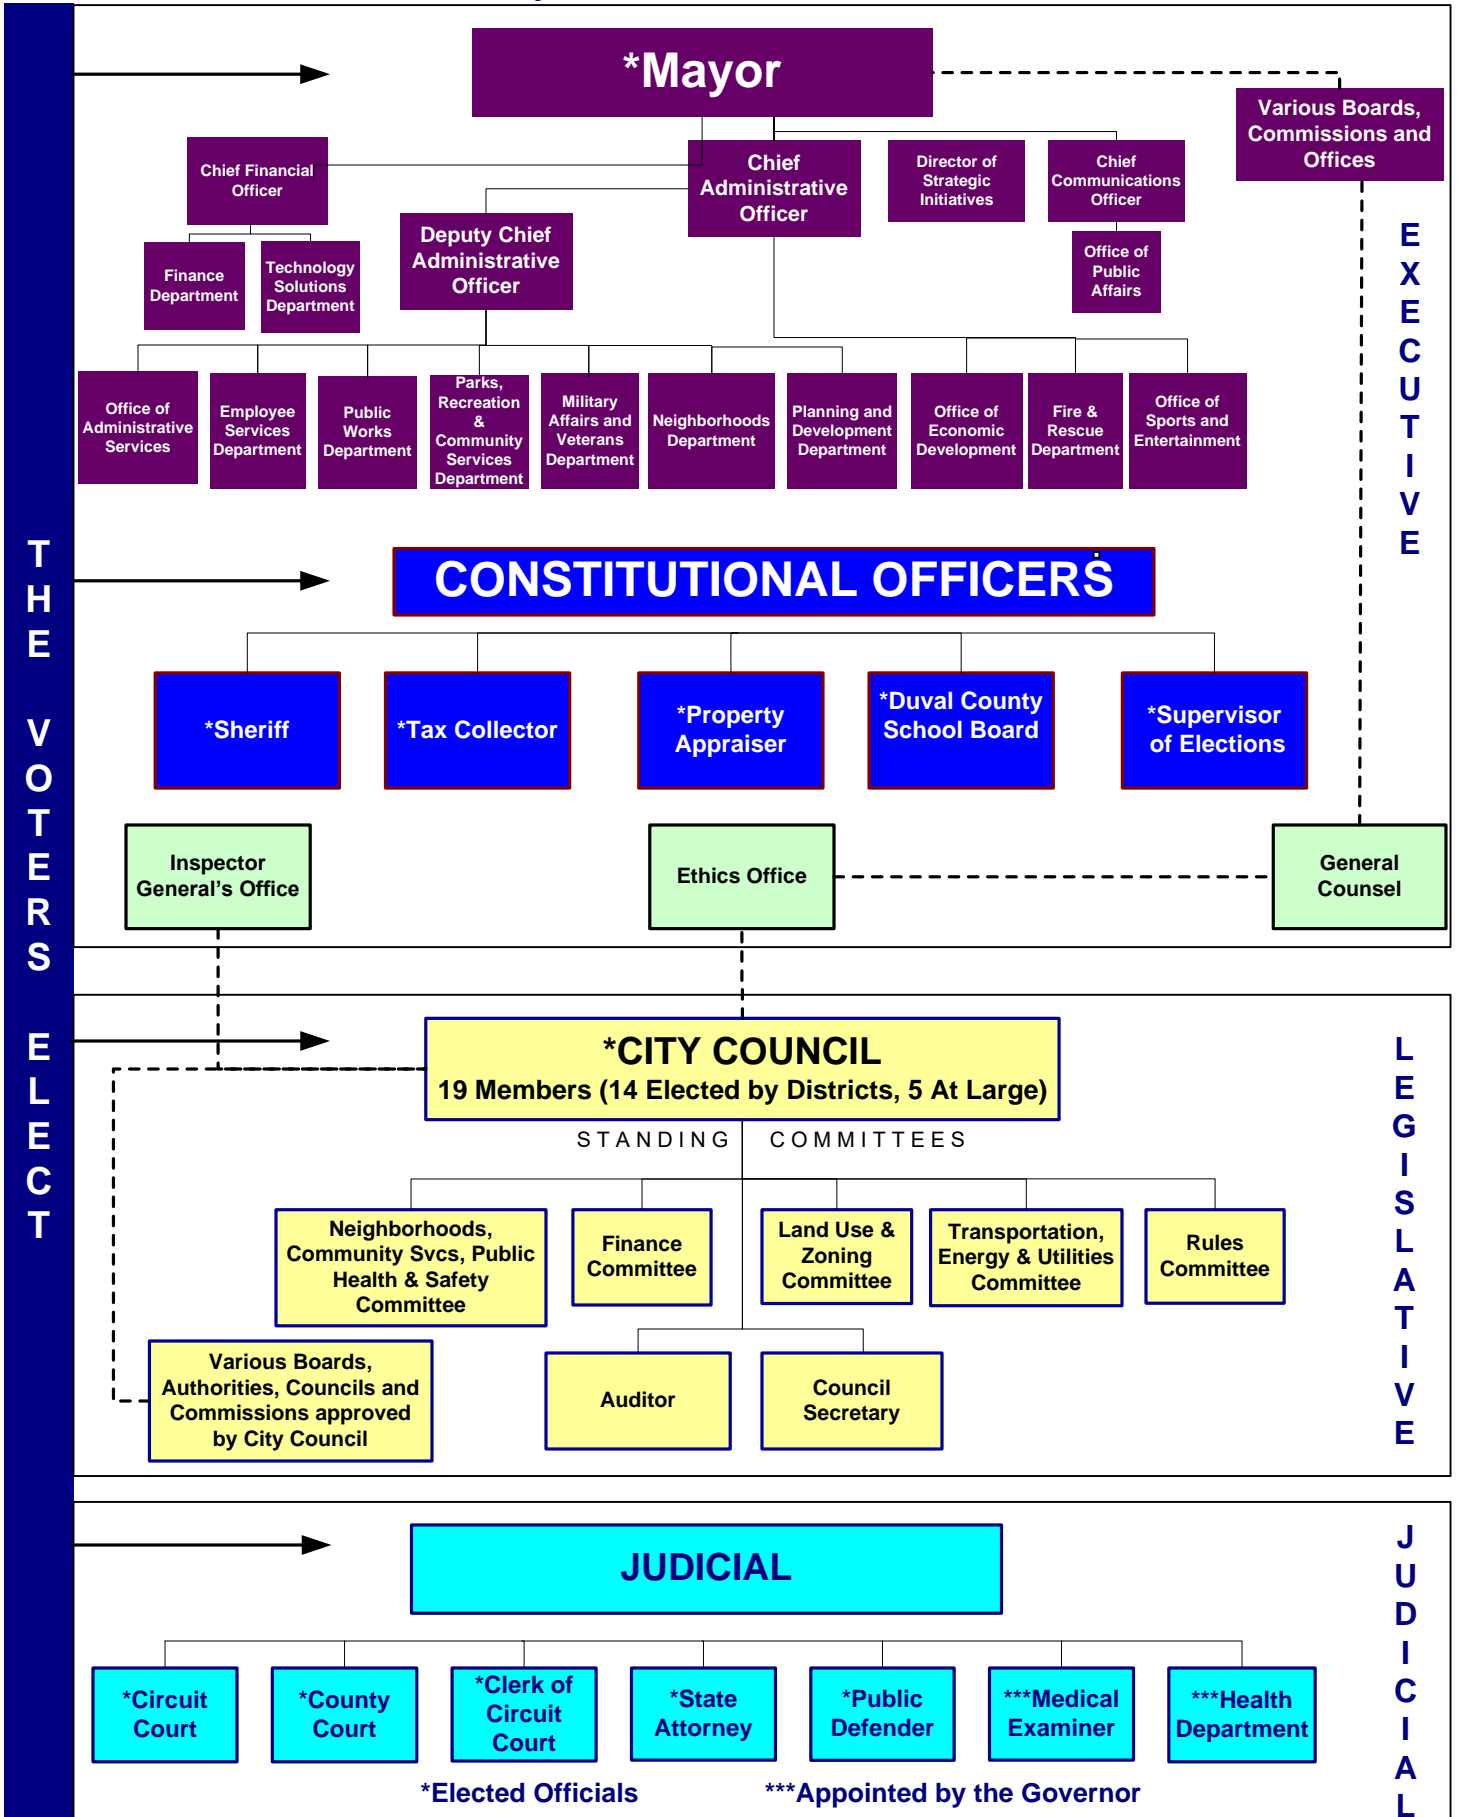 *Mayor
Various Boards,
Commissions and
Offices
Chief Financial
Officer
Chief
Administrative
Officer
Director of
Strategic
Initiatives
Chief
Communications
Officer
Deputy Chief
Administrative
Officer
Finance
Department
Technology
Solutions
Department
Office of
Public
Affairs
Office of
Administrative
Services
Employee
Services
Department
Public
Works
Department
Parks,
Recreation
&
Community
Services
Department
Military
Affairs and
Veterans
Department
Neighborhoods
Department
Planning and
Development
Department
Office of
Economic
Development
Fire &
Rescue
Department
Office of
Sports and
Entertainment
EXECUTIVE
THE VOTERS ELECT
CONSTITUTIONAL OFFICERS
*Sheriff
*Tax Collector
*Property
Appraiser
*Duval County
School Board
*Supervisor
of Elections
Inspector
General's Office
Ethics Office
General
Counsel
*CITY COUNCIL
19 Members (14 Elected by Districts, 5 At Large)
STANDING COMMITTEES
Neighborhoods,
Community Svcs, Public
Health & Safety
Committee
Finance
Committee
Land Use &
Zoning
Committee
Transportation,
Energy & Utilities
Committee
Rules
Committee
Various Boards,
Authorities, Councils and
Commissions approved
by City Council
Auditor
Council
Secretary
LEGISLATIVE
JUDICIAL
*Circuit
Court
*County
Court
*Clerk of
Circuit
Court
*State
Attorney
*Public
Defender
***Medical
Examiner
***Health
Department
JUDICIAL
*Elected Officials
***Appointed by the Governor